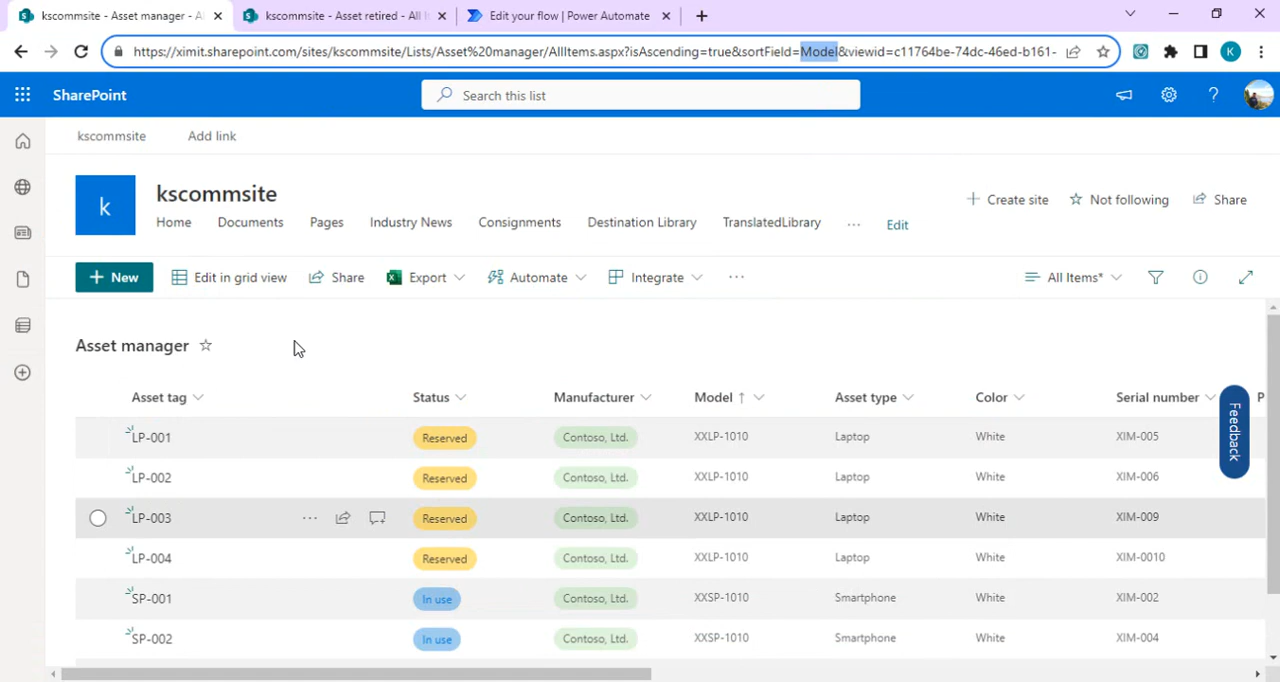 kscommsite - Asset manager - A
kscommsite - Asset retired - All I
Edit your flow | Power Automate
https://ximit.sharepoint.com/sites/kscommsite/Lists/Asset%20manager/AllItems.aspx?isAscending=true&sortField=Model&viewid=c11764be-74dc-46ed-b161-
K
SharePoint
Search this list
kscommsite
Add link
k
kscommsite
Create site
Not following
Share
Home
Documents
Pages
Industry News
Consignments
Destination Library
TranslatedLibrary
Edit
New
Edit in grid view
Share
Export
Automate
Integrate
All Items*
Asset manager
Asset tag
Status
Manufacturer
Model
Asset type
Color
Serial number
P
LP-001 Reserved Contoso, Ltd. XXLP-1010 Laptop White XIM-005
LP-002 Reserved Contoso, Ltd. XXLP-1010 Laptop White XIM-006
LP-003 Reserved Contoso, Ltd. XXLP-1010 Laptop White XIM-009
LP-004 Reserved Contoso, Ltd. XXLP-1010 Laptop White XIM-0010
SP-001 In use Contoso, Ltd. XXSP-1010 Smartphone White XIM-002
SP-002 In use Contoso, Ltd. XXSP-1010 Smartphone White XIM-004
Feedback